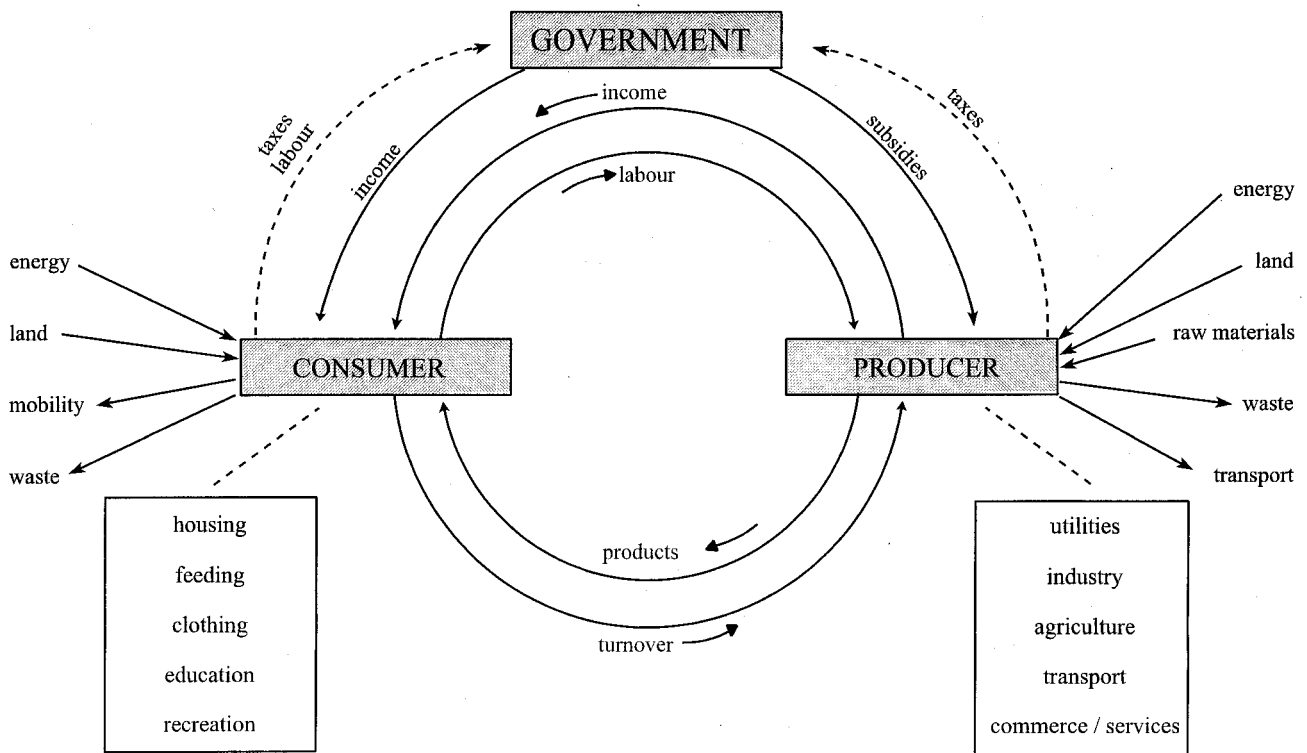 GOVERNMENT
income
taxes
labour
income
labour
subsidies
taxes
energy
land
mobility
waste
CONSUMER
PRODUCER
energy
land
raw materials
waste
transport
products
turnover
housing
feeding
clothing
education
recreation
utilities
industry
agriculture
transport
commerce / services